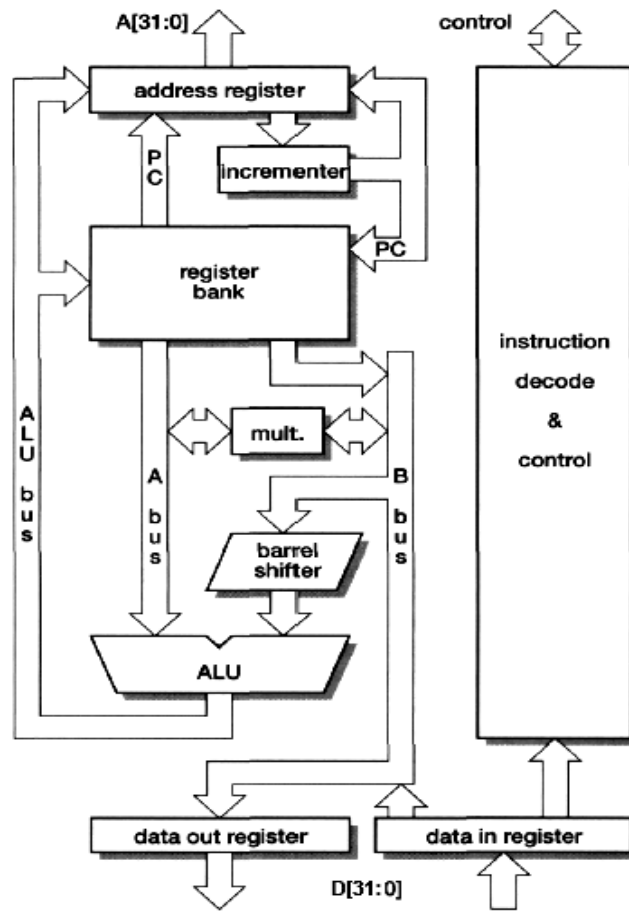 A[31:0]
control
address register
P
C
incrementer
PC
register
bank
instruction
decode
&
control
mult.
A
L
U
b
u
s
A
b
u
s
B
b
u
s
barrel
shifter
ALU
data out register
data in register
D[31:0]